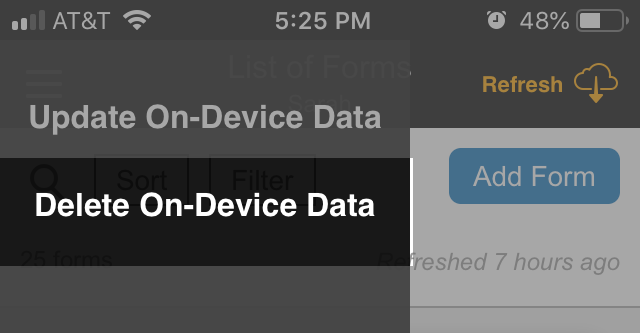 AT&T 5:25 PM 48%
List of Forms
Refresh
Update On-Device Data
Sort Filter Add Form
Delete On-Device Data
25 forms Refreshed 7 hours ago